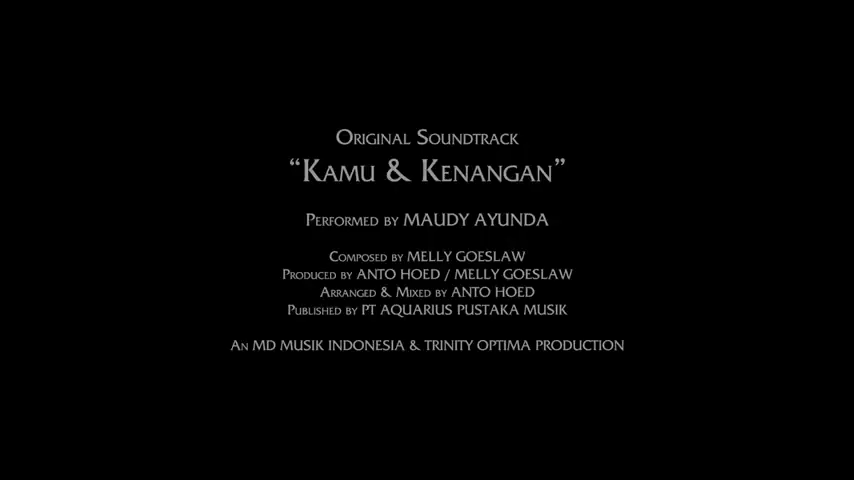 Original Soundtrack
“Kamu & Kenangan”
Performed by MAUDY AYUNDA
Composed by MELLY GOESLAW
Produced by ANTO HOED / MELLY GOESLAW
Arranged & Mixed by ANTO HOED
Published by PT AQUARIUS PUSTAKA MUSIK
An MD MUSIK INDONESIA & TRINITY OPTIMA PRODUCTION